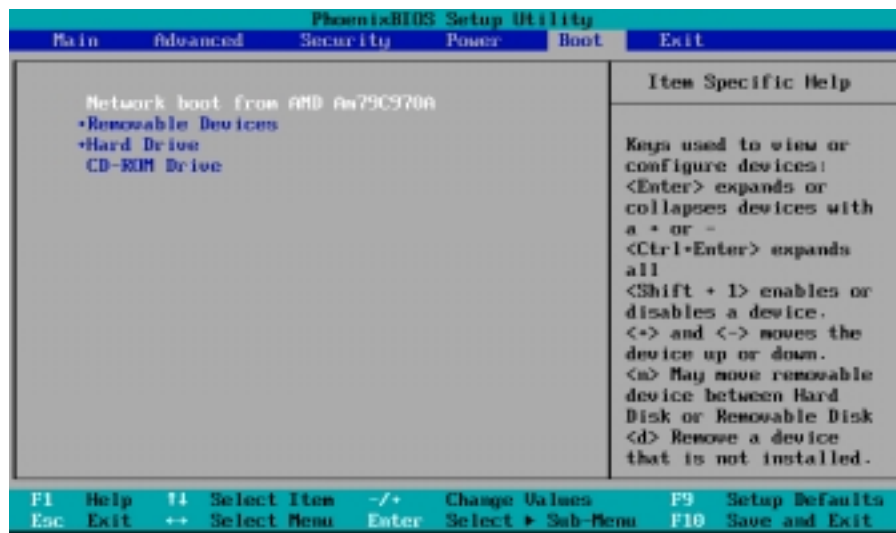 PhoenixBIOS Setup Utility
Main Advanced Security Power Boot Exit
Network boot from AMD Am79C970A
+Removable Devices
+Hard Drive
CD-ROM Drive
Item Specific Help
Keys used to view or
configure devices:
<Enter> expands or
collapses devices with
a + or -
<Ctrl+Enter> expands
all
<Shift + 1> enables or
disables a device.
<+> and <-> moves the
device up or down.
<n> May move removable
device between Hard
Disk or Removable Disk
<d> Remove a device
that is not installed.
F1 Help ↑↓ Select Item -/+ Change Values F9 Setup Defaults
Esc Exit ↔ Select Menu Enter Select ▶ Sub-Menu F10 Save and Exit